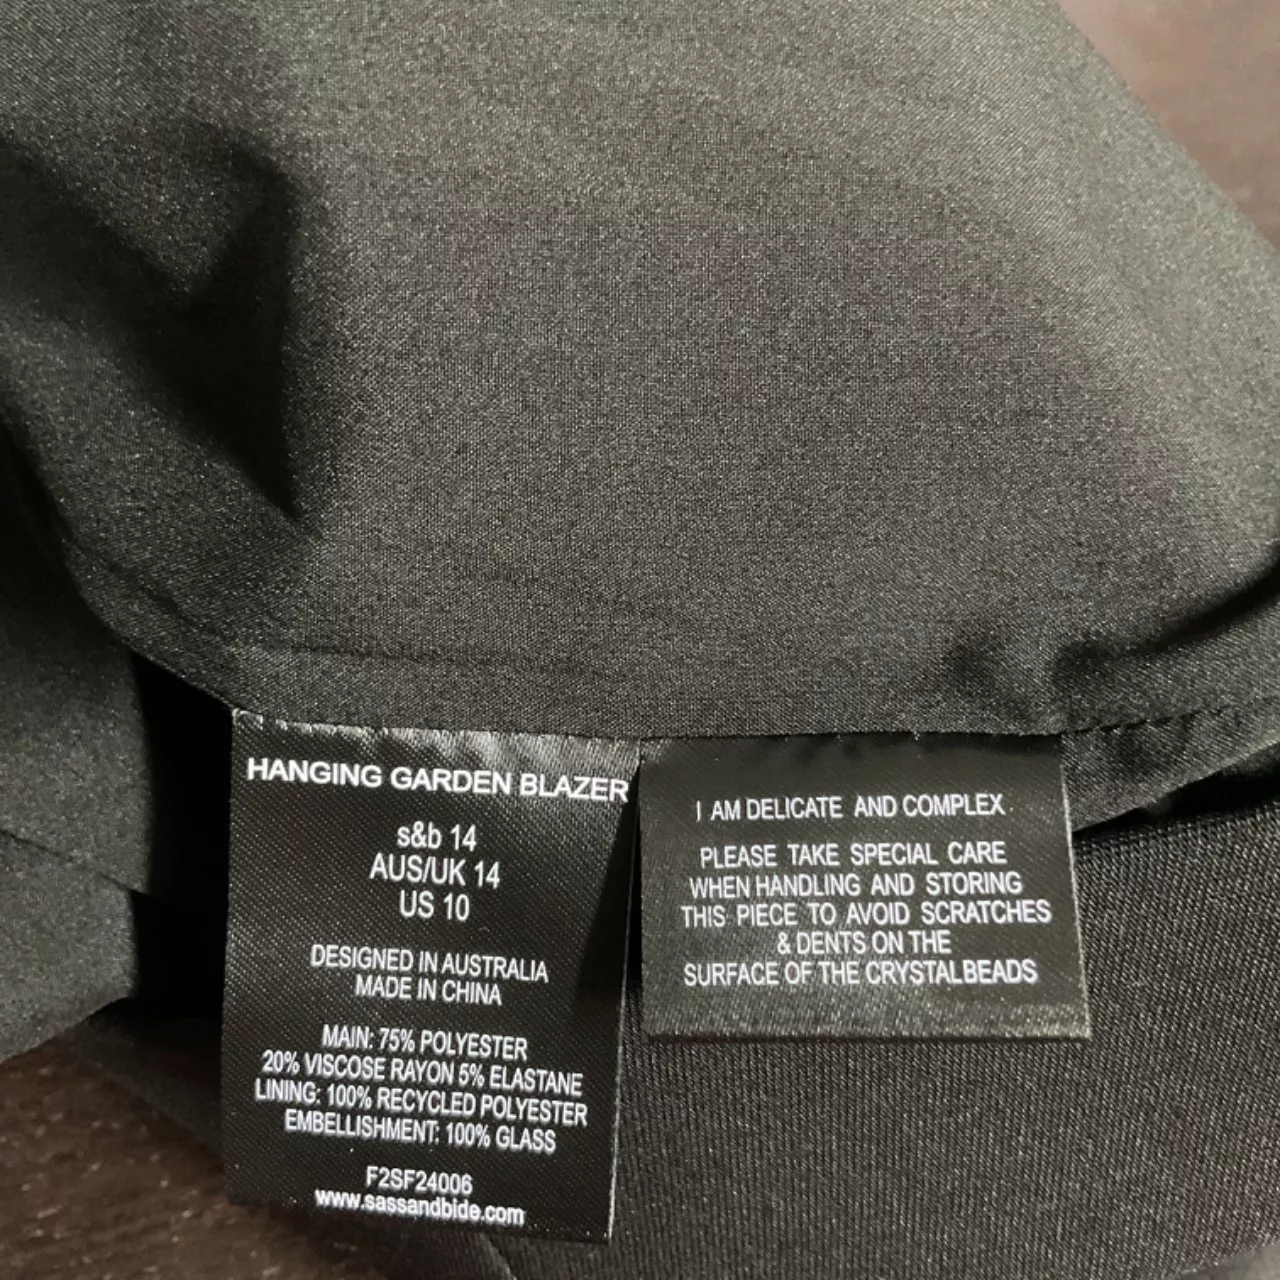 HANGING GARDEN BLAZER
s&b 14
AUS/UK 14
US 10
DESIGNED IN AUSTRALIA
MADE IN CHINA
MAIN: 75% POLYESTER
20% VISCOSE RAYON 5% ELASTANE
LINING: 100% RECYCLED POLYESTER
EMBELLISHMENT: 100% GLASS
F2SF24006
www.sassandbide.com
I AM DELICATE AND COMPLEX
PLEASE TAKE SPECIAL CARE
WHEN HANDLING AND STORING
THIS PIECE TO AVOID SCRATCHES
& DENTS ON THE
SURFACE OF THE CRYSTAL BEADS